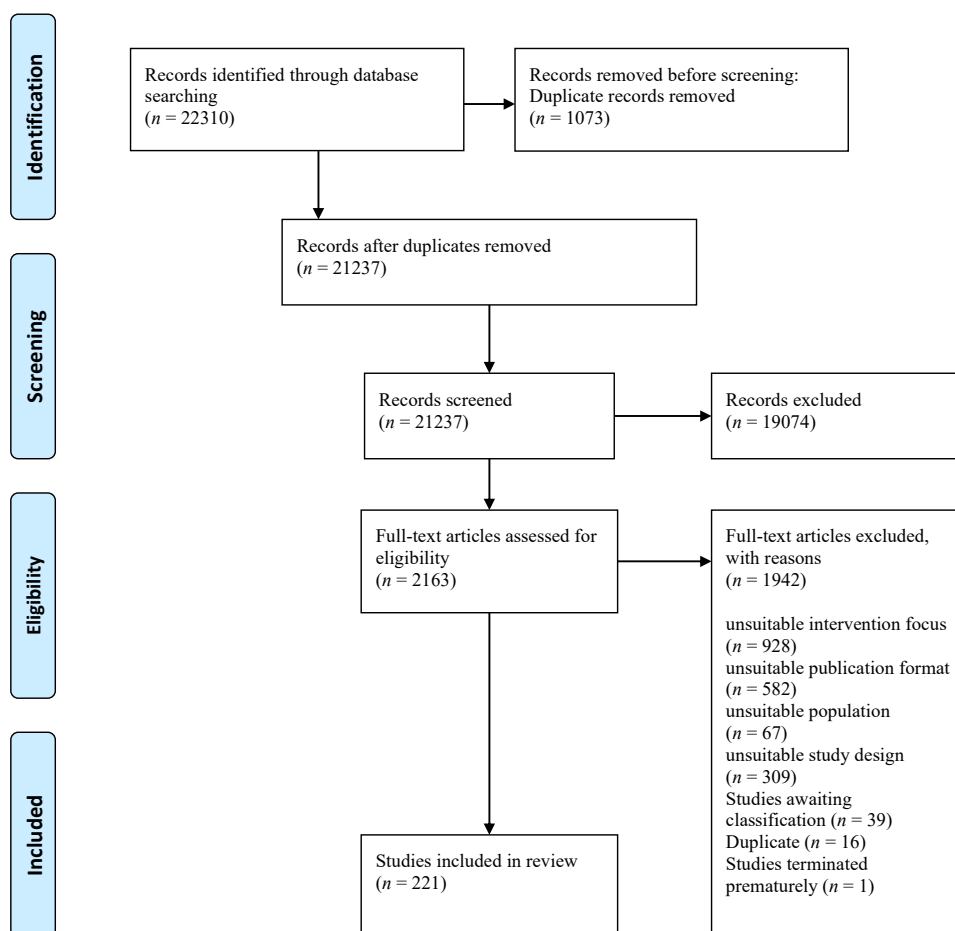 Identification
Records identified through database
searching
(n = 22310)
Records removed before screening:
Duplicate records removed
(n = 1073)
Records after duplicates removed
(n = 21237)
Screening
Records screened
(n = 21237)
Records excluded
(n = 19074)
Eligibility
Full-text articles assessed for
eligibility
(n = 2163)
Full-text articles excluded,
with reasons
(n = 1942)
unsuitable intervention focus
(n = 928)
unsuitable publication format
(n = 582)
unsuitable population
(n = 67)
unsuitable study design
(n = 309)
Studies awaiting
classification (n = 39)
Duplicate (n = 16)
Studies terminated
prematurely (n = 1)
Included
Studies included in review
(n = 221)